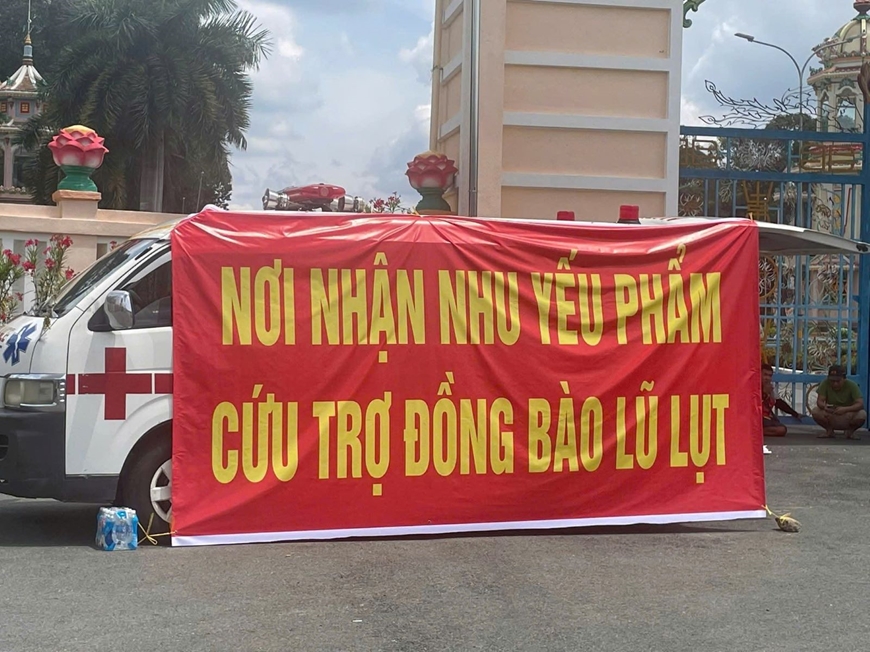 NƠI NHẬN NHU YẾU PHẨM
CỨU TRỢ ĐỒNG BÀO LŨ LỤT